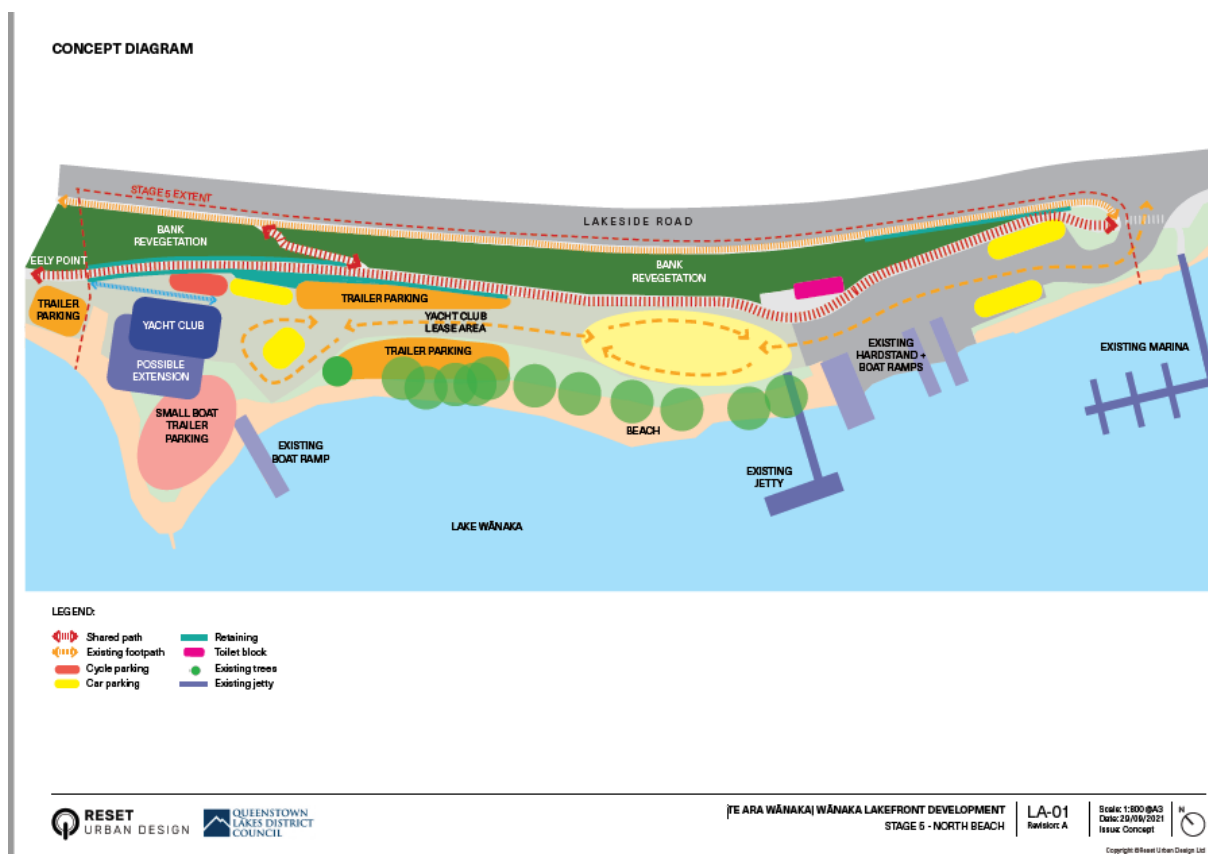 CONCEPT DIAGRAM
STAGE 5 EXTENT
LAKESIDE ROAD
BANK
REVEGETATION
EELY POINT
BANK
REVEGETATION
TRAILER
PARKING
TRAILER PARKING
YACHT CLUB
YACHT CLUB
LEASE AREA
TRAILER PARKING
POSSIBLE
EXTENSION
EXISTING
HARDSTAND +
BOAT RAMPS
EXISTING MARINA
SMALL BOAT
TRAILER
PARKING
EXISTING
BOAT RAMP
BEACH
EXISTING
JETTY
LAKE WĀNAKA
LEGEND:
Shared path
Existing footpath
Cycle parking
Car parking
Retaining
Toilet block
Existing trees
Existing jetty
RESET
URBAN DESIGN
QUEENSTOWN
LAKES DISTRICT
COUNCIL
|TE ARA WĀNAKA| WĀNAKA LAKEFRONT DEVELOPMENT
STAGE 5 - NORTH BEACH
LA-01
Revision: A
Scale: 1:800 @A3
Date: 29/09/2021
Issue: Concept
N
Copyright © Reset Urban Design Ltd